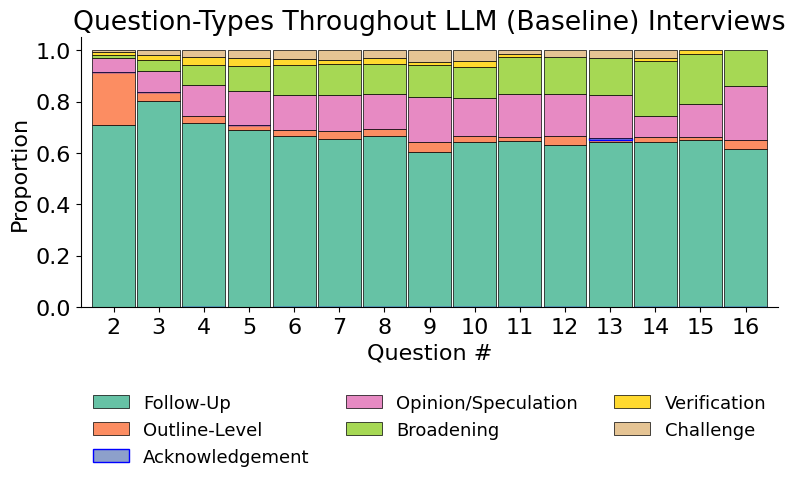 Question-Types Throughout LLM (Baseline) Interviews
1.0
0.8
0.6
0.4
0.2
0.0
Proportion
2 3 4 5 6 7 8 9 10 11 12 13 14 15 16
Question #
Follow-Up Opinion/Speculation Verification
Outline-Level Broadening Challenge
Acknowledgement